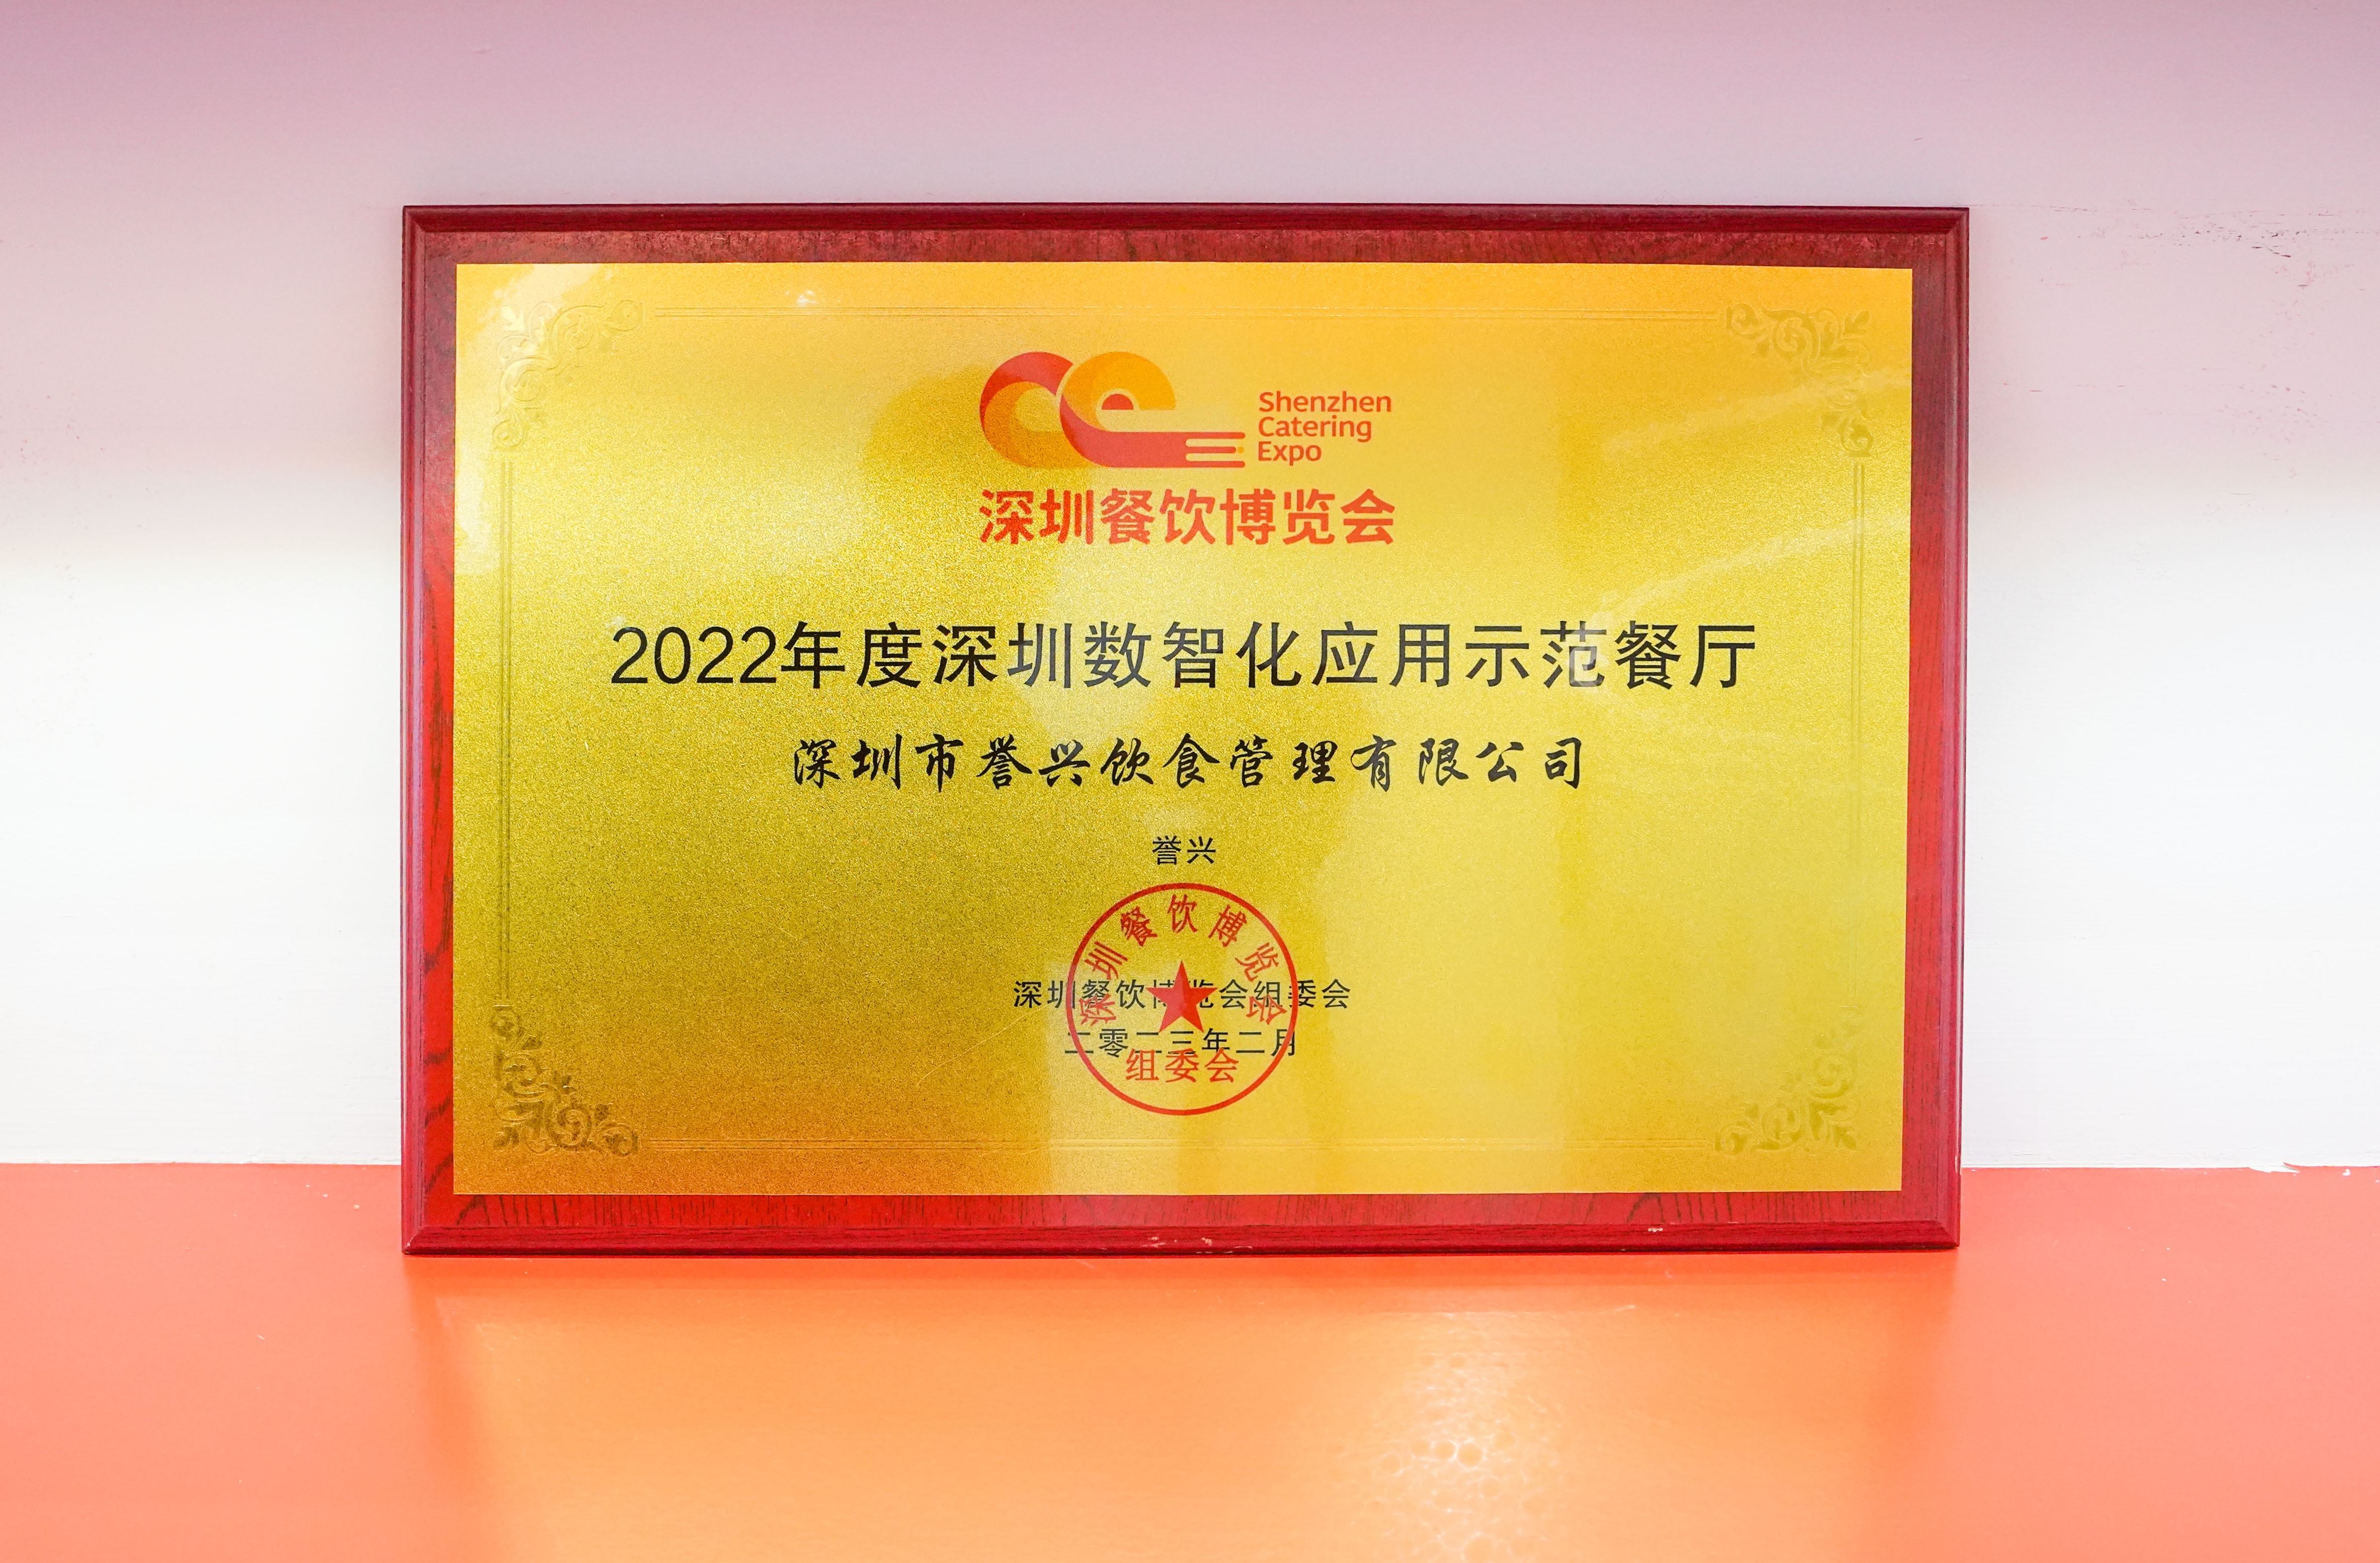 Shenzhen
Catering
Expo
深圳餐饮博览会
2022年度深圳数智化应用示范餐厅
深圳市誉兴饮食管理有限公司
誉兴
深圳餐饮博览会
深圳餐饮博览会组委会
二零二三年二月
组委会